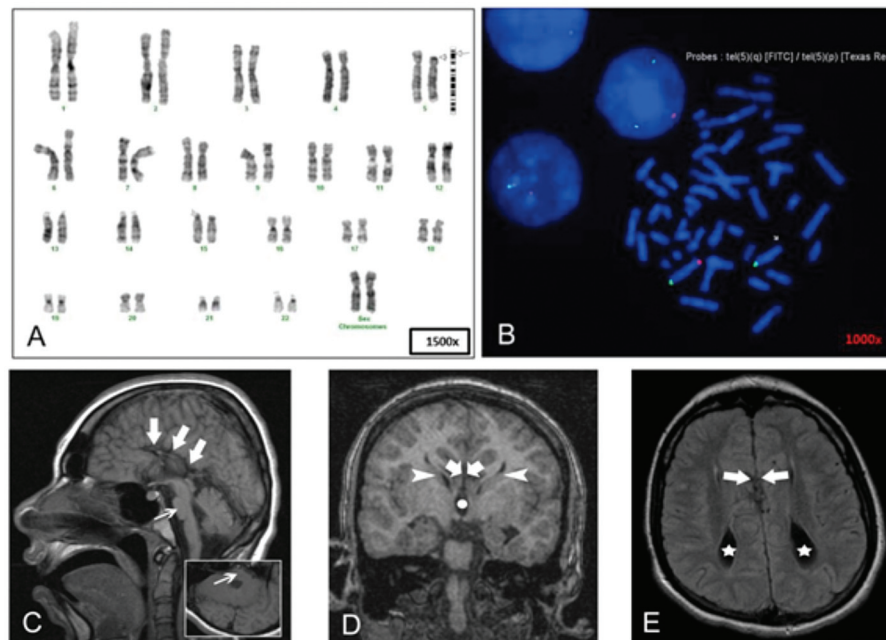 1
2
3
4
5
6
7
8
9
10
11
12
13
14
15
16
17
18
19
20
21
22
Sex
Chromosomes
A
1500x
Probes : tel(5)(q) [FITC] / tel(5)(p) [Texas Re
B
1000x
C
D
E